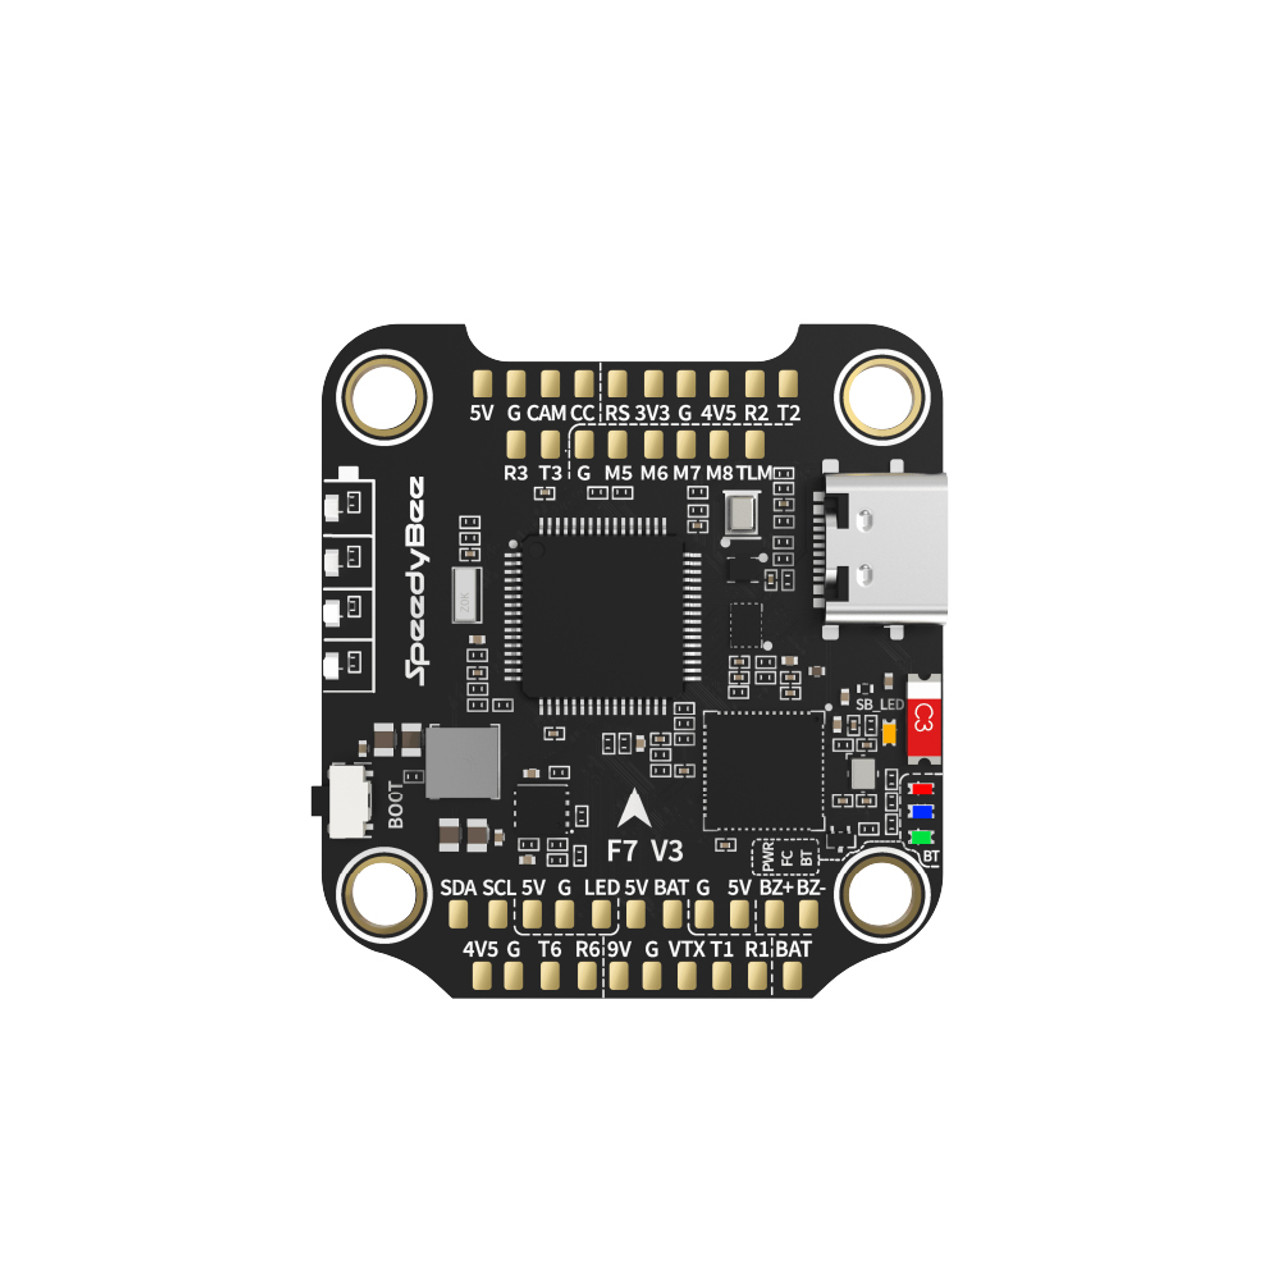 5V G CAM CC RS 3V3 G 4V5 R2 T2
R3 T3 G M5 M6 M7 M8 TLM
SpeedyBee
20K
SB_LED
C3
BOOT
F7 V3
PWR
FC
BT
BT
SDA SCL 5V G LED 5V BAT G 5V BZ+ BZ-
4V5 G T6 R6 9V G VTX T1 R1 BAT